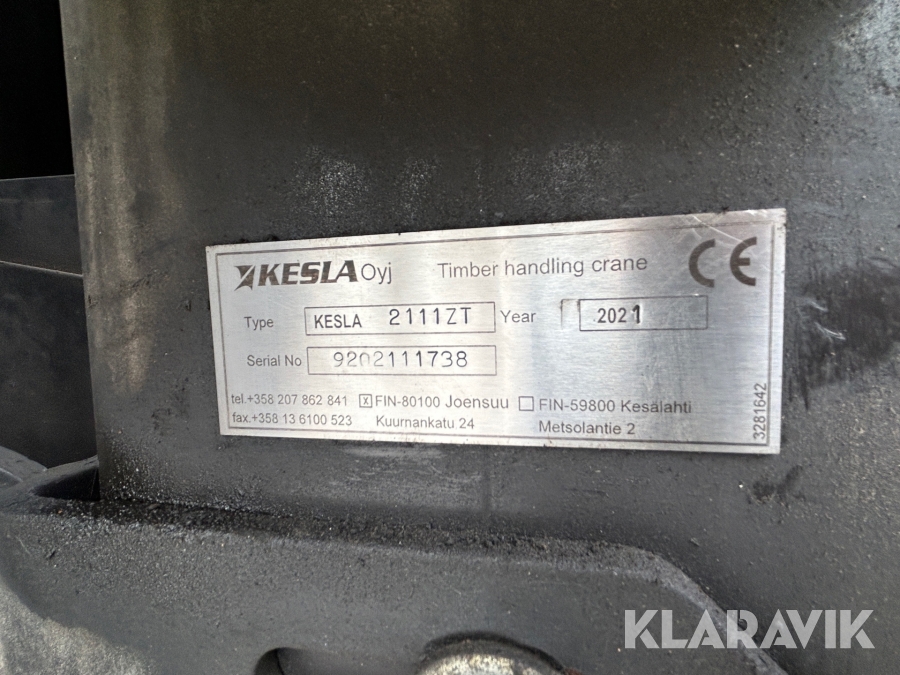 KESLA Oyj Timber handling crane CE
Type KESLA 2111ZT Year 2021
Serial No 9202111738
tel.+358 207 862 841 x FIN-80100 Joensuu FIN-59800 Kesälahti
fax.+358 13 6100 523 Kuurnankatu 24 Metsolantie 2
3281642
KLARAVIK